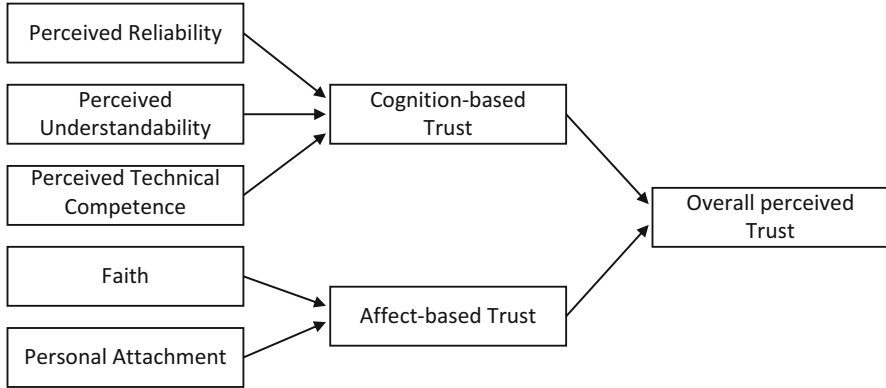 Perceived Reliability
Perceived
Understandability
Perceived Technical
Competence
Faith
Personal Attachment
Cognition-based
Trust
Affect-based Trust
Overall perceived
Trust